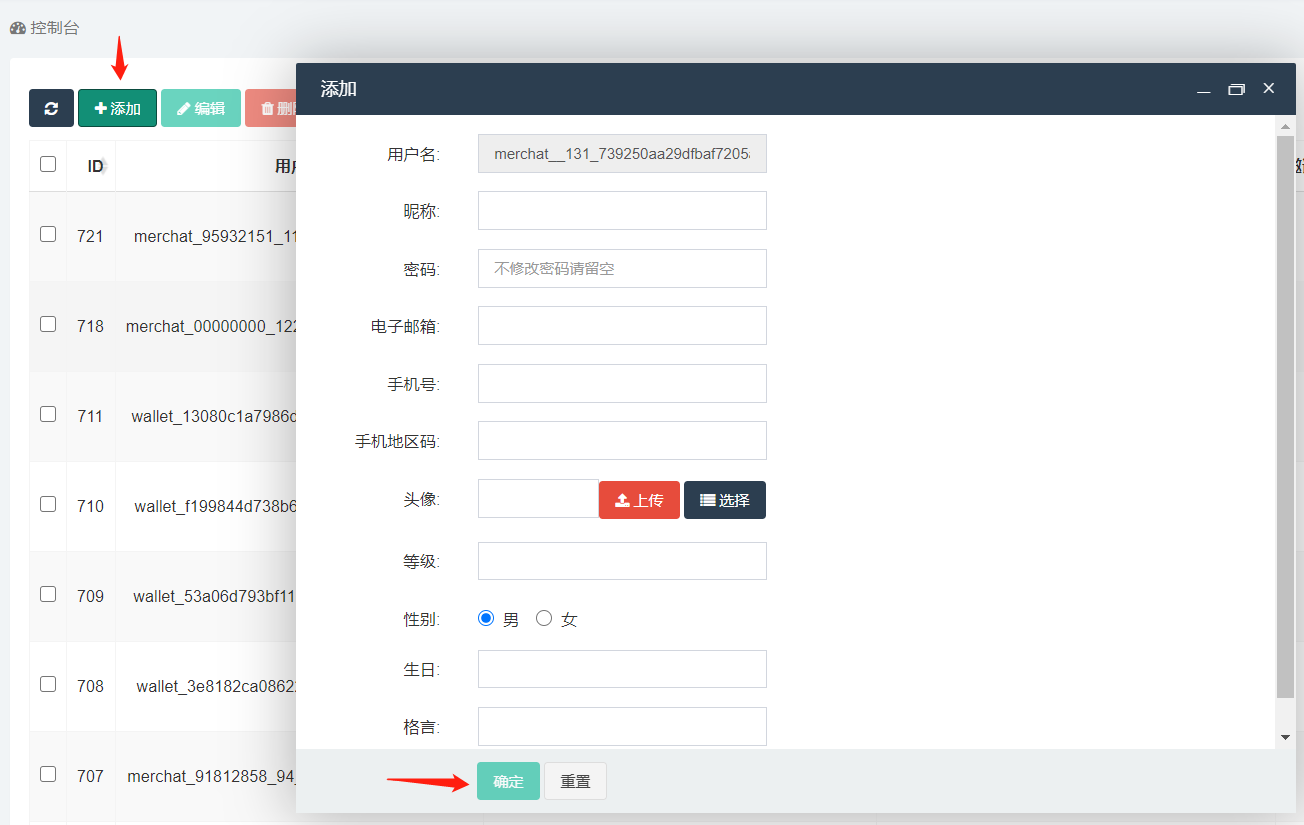 控制台
添加
编辑
删
ID
用户
721
merchat_95932151_11
718
merchat_00000000_122
711
wallet_13080c1a7986
710
wallet_f199844d738b6
709
wallet_53a06d793bf11
708
wallet_3e8182ca0862
707
merchat_91812858_94_
添加
用户名:
merchat__131_739250aa29dfbaf7205
昵称:
密码:
不修改密码请留空
电子邮箱:
手机号:
手机地区码:
头像:
上传
选择
等级:
性别:
男
女
生日:
格言:
确定
重置